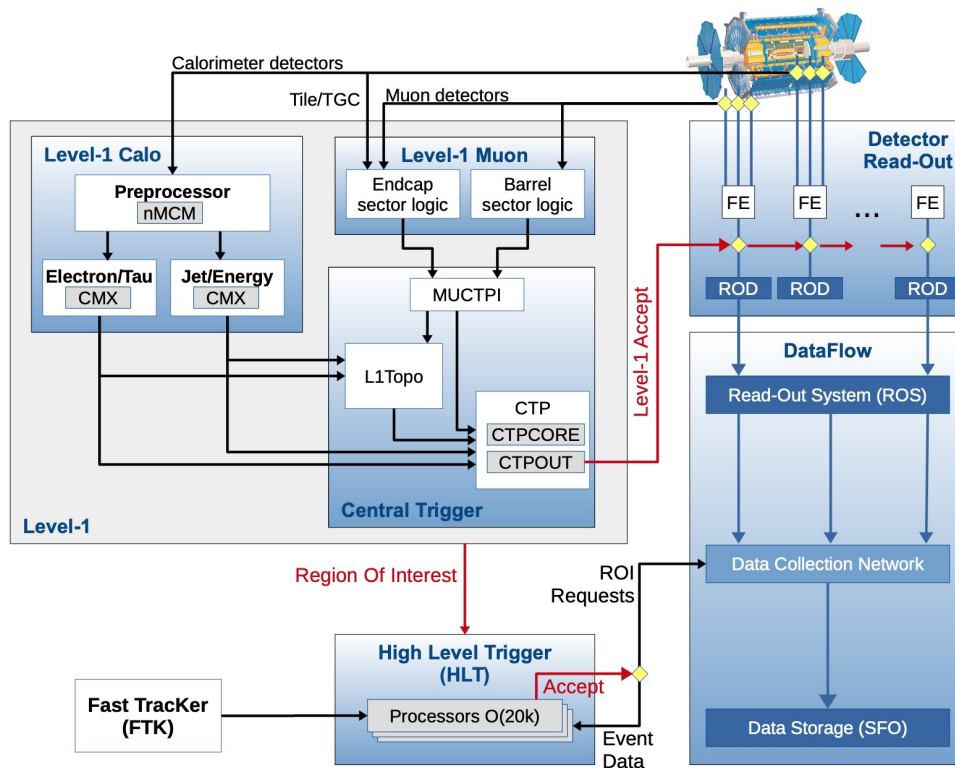 Calorimeter detectors
Tile/TGC
Muon detectors
Level-1 Calo
Preprocessor
nMCM
Electron/Tau
CMX
Jet/Energy
CMX
Level-1 Muon
Endcap
sector logic
Barrel
sector logic
MUCTPI
L1Topo
CTP
CTPCORE
CTPOUT
Central Trigger
Level-1
Level-1 Accept
Detector
Read-Out
FE
FE
...
FE
ROD
ROD
ROD
DataFlow
Read-Out System (ROS)
Data Collection Network
Data Storage (SFO)
Region Of Interest
ROI
Requests
High Level Trigger
(HLT)
Accept
Processors O(20k)
Event
Data
Fast TracKer
(FTK)